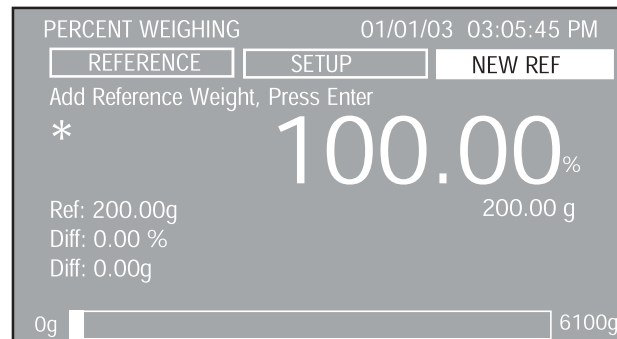 PERCENT WEIGHING 01/01/03 03:05:45 PM
REFERENCE SETUP NEW REF
Add Reference Weight, Press Enter
* 100.00%
Ref: 200.00g 200.00 g
Diff: 0.00 %
Diff: 0.00g
0g 6100g